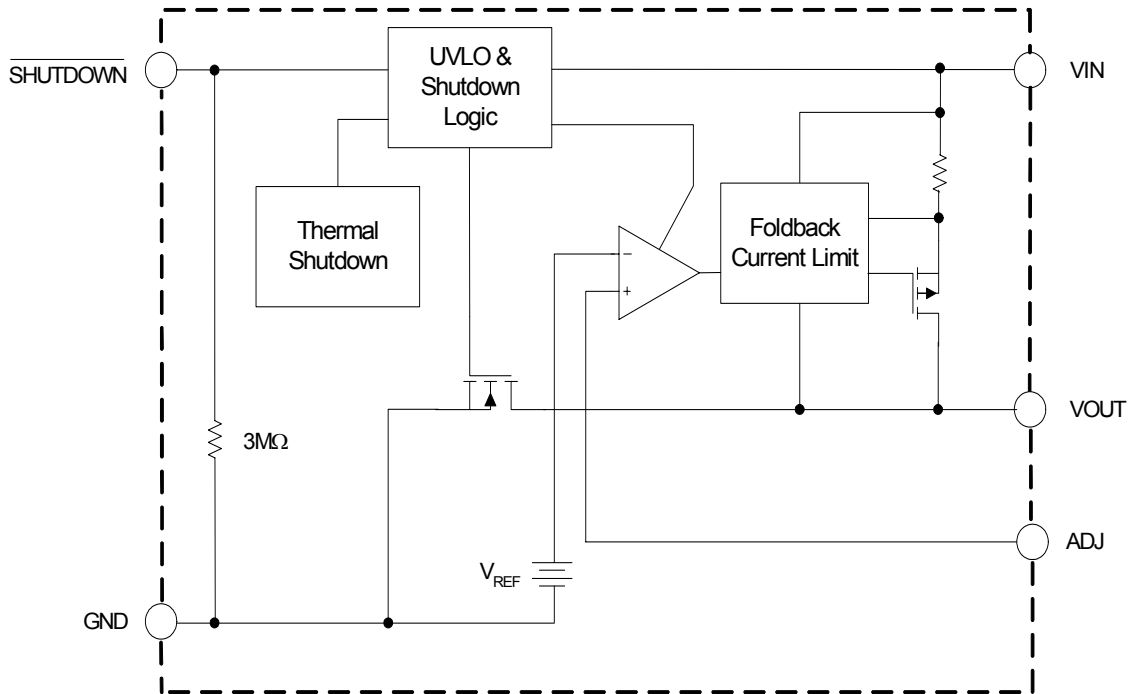 SHUTDOWN
UVLO &
Shutdown
Logic
VIN
Thermal
Shutdown
Foldback
Current Limit
−
+
VOUT
3MΩ
ADJ
VREF
GND